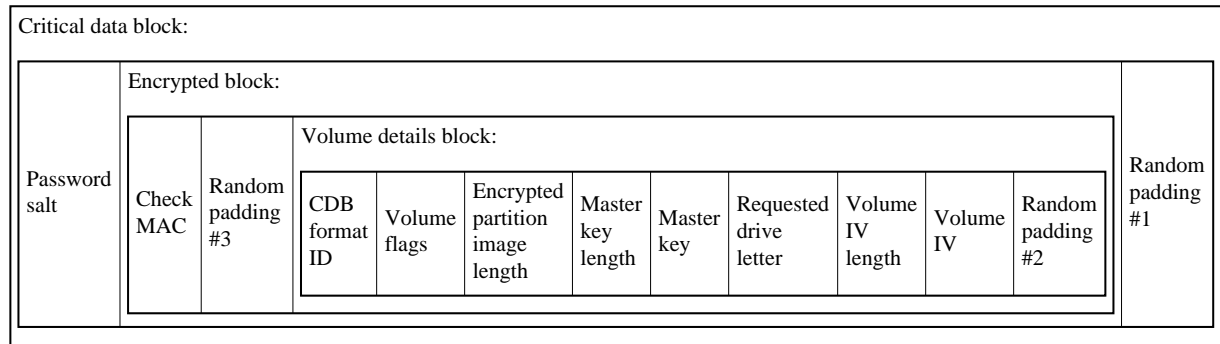 Critical data block:
Password
salt
Encrypted block:
Check
MAC
Random
padding
#3
Volume details block:
CDB
format
ID
Volume
flags
Encrypted
partition
image
length
Master
key
length
Master
key
Requested
drive
letter
Volume
IV
length
Volume
IV
Random
padding
#2
Random
padding
#1